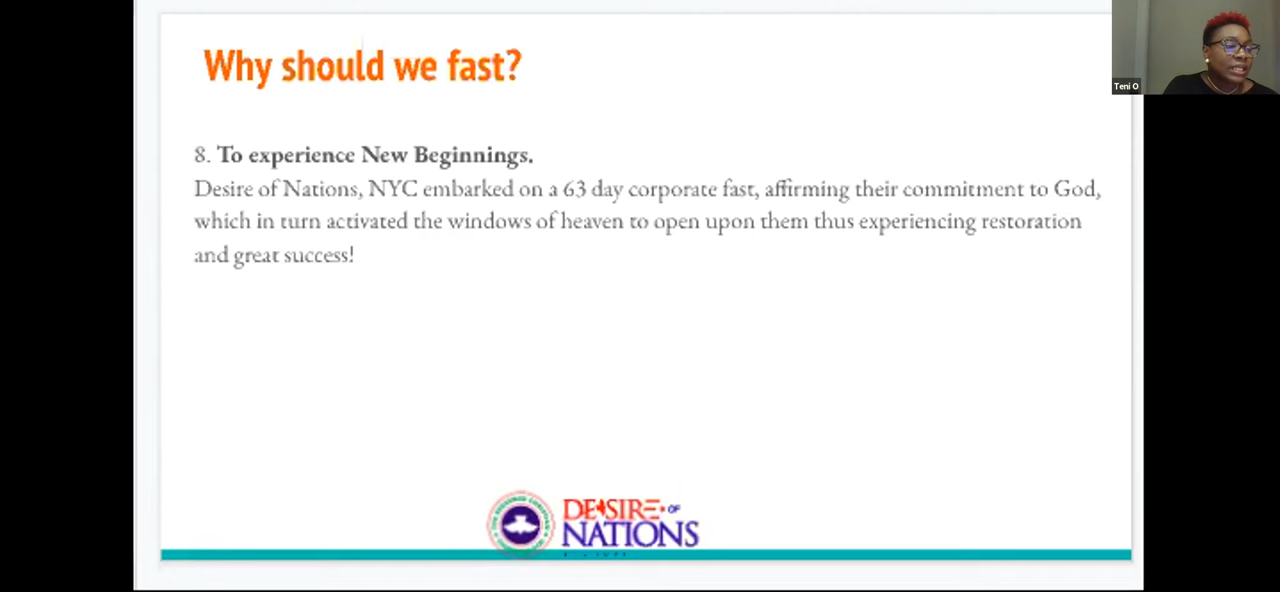 Why should we fast?
Teni O
8. To experience New Beginnings.
Desire of Nations, NYC embarked on a 63 day corporate fast, affirming their commitment to God,
which in turn activated the windows of heaven to open upon them thus experiencing restoration
and great success!
DESIRE OF
NATIONS